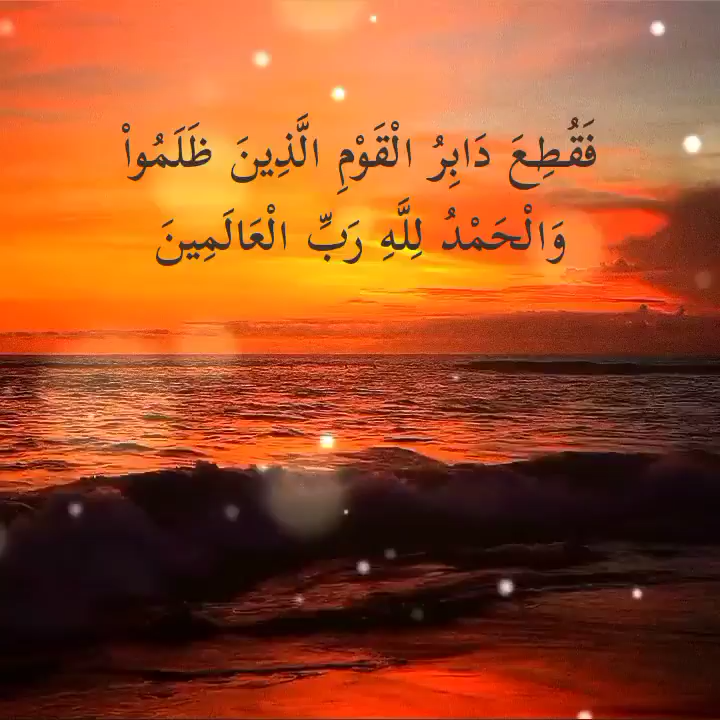 فَقُطِعَ دَابِرُ الْقَوْمِ الَّذِينَ ظَلَمُواْ
وَالْحَمْدُ لِلَّهِ رَبِّ الْعَالَمِينَ